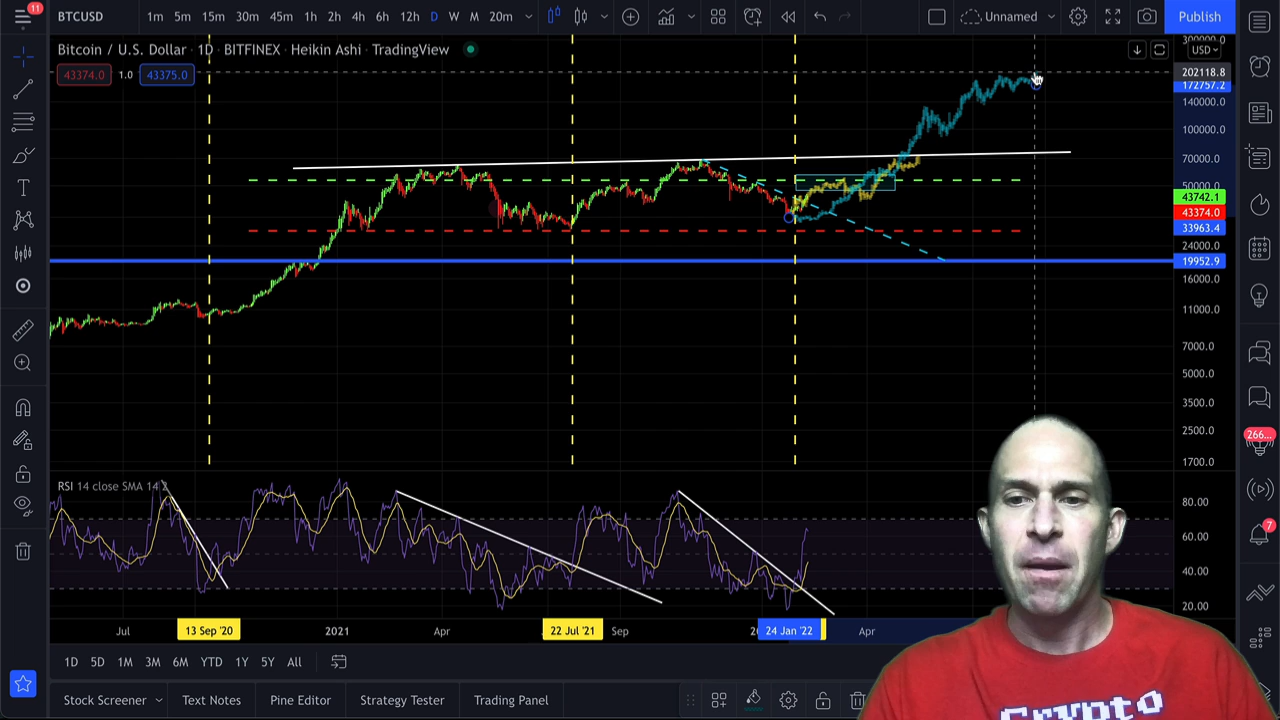 11
BTCUSD
1m 5m 15m 30m 45m 1h 2h 4h 6h 12h D W M 20m
Unnamed
Publish
Bitcoin / U.S. Dollar · 1D · BITFINEX · Heikin Ashi · TradingView
43374.0 1.0 43375.0
USD
300000.0
202118.8
172757.2
140000.0
100000.0
70000.0
50000.0
43742.1
43374.0
33963.4
24000.0
19952.9
16000.0
11000.0
7000.0
5000.0
3500.0
2500.0
1700.0
RSI 14 close SMA 14 2
80.00
60.00
40.00
20.00
266...
7
Jul 13 Sep '20 2021 Apr 22 Jul '21 Sep 24 Jan '22 Apr
1D 5D 1M 3M 6M YTD 1Y 5Y All
Stock Screener Text Notes Pine Editor Strategy Tester Trading Panel
Crypto